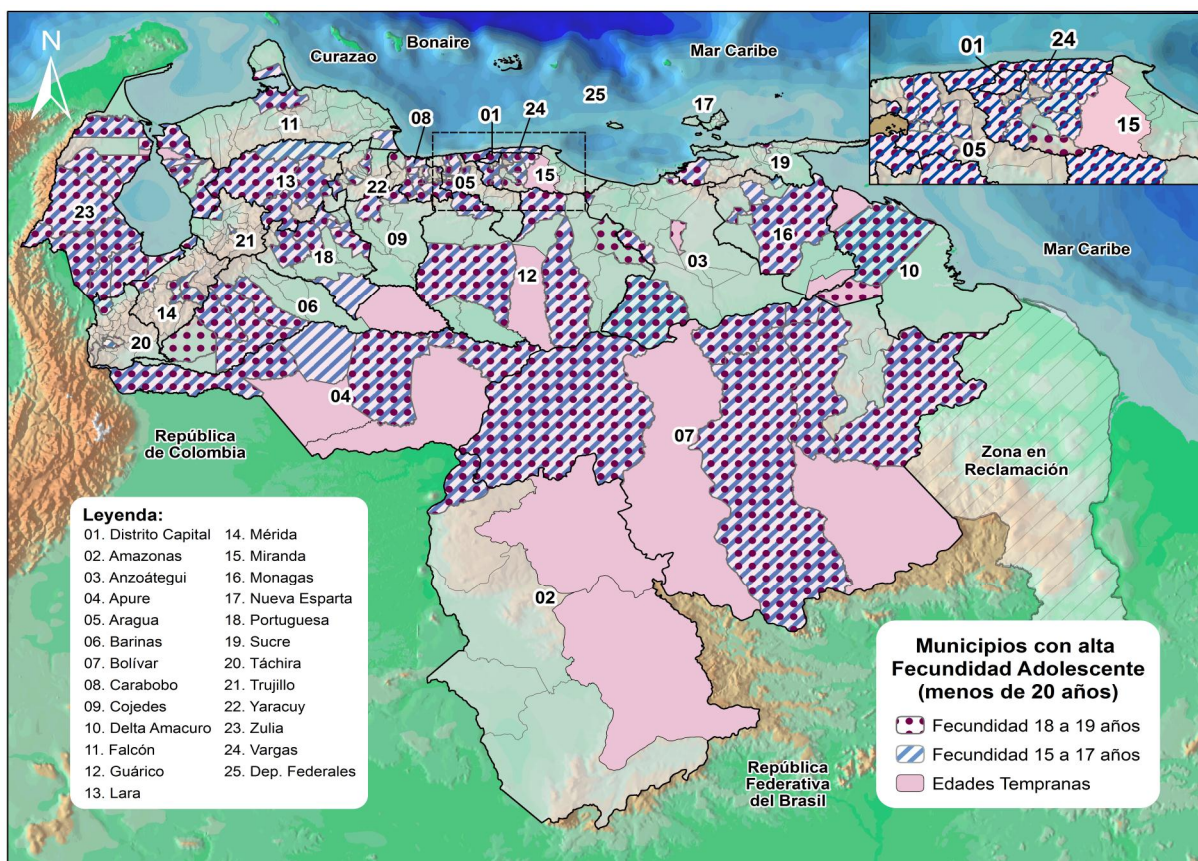 N
Curazao
Bonaire
Mar Caribe
25
17
01
24
15
05
11
08
01
24
19
13
22
05
15
23
21
09
16
18
12
03
10
Mar Caribe
14
06
20
04
07
República
de Colombia
Zona en
Reclamación
02
República
Federativa
del Brasil
Leyenda:
01. Distrito Capital
02. Amazonas
03. Anzoátegui
04. Apure
05. Aragua
06. Barinas
07. Bolívar
08. Carabobo
09. Cojedes
10. Delta Amacuro
11. Falcón
12. Guárico
13. Lara
14. Mérida
15. Miranda
16. Monagas
17. Nueva Esparta
18. Portuguesa
19. Sucre
20. Táchira
21. Trujillo
22. Yaracuy
23. Zulia
24. Vargas
25. Dep. Federales
Municipios con alta
Fecundidad Adolescente
(menos de 20 años)
Fecundidad 18 a 19 años
Fecundidad 15 a 17 años
Edades Tempranas